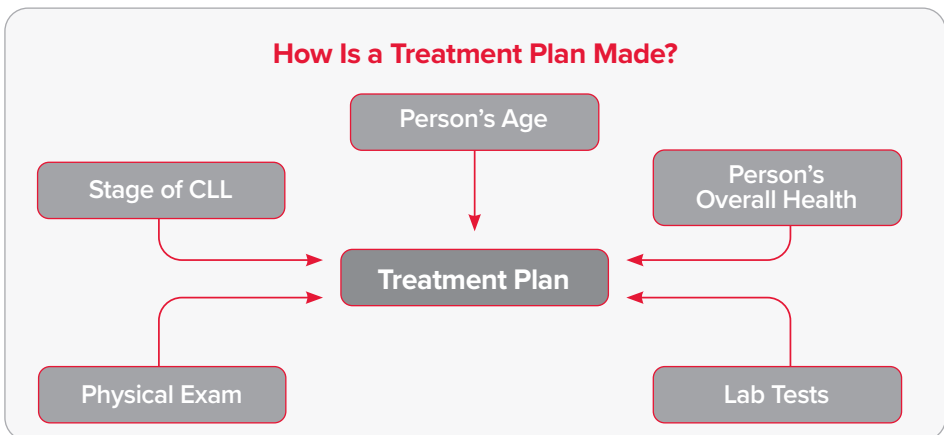 How Is a Treatment Plan Made?
Person’s Age
Stage of CLL
Person’s
Overall Health
Treatment Plan
Physical Exam
Lab Tests